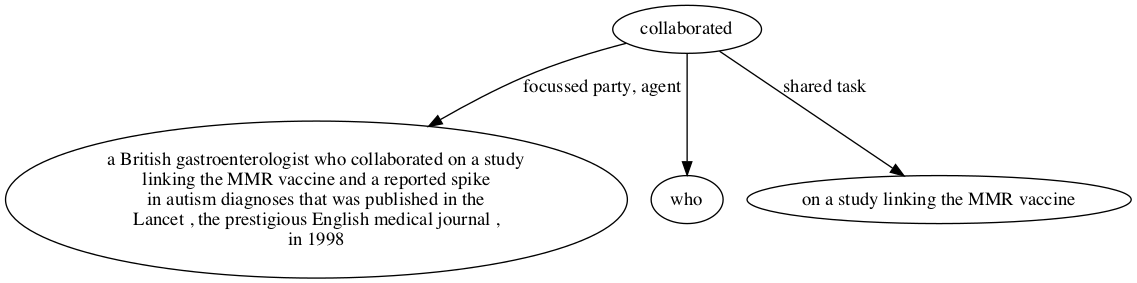 collaborated
focussed party, agent
shared task
a British gastroenterologist who collaborated on a study
linking the MMR vaccine and a reported spike
in autism diagnoses that was published in the
Lancet , the prestigious English medical journal ,
in 1998
who
on a study linking the MMR vaccine